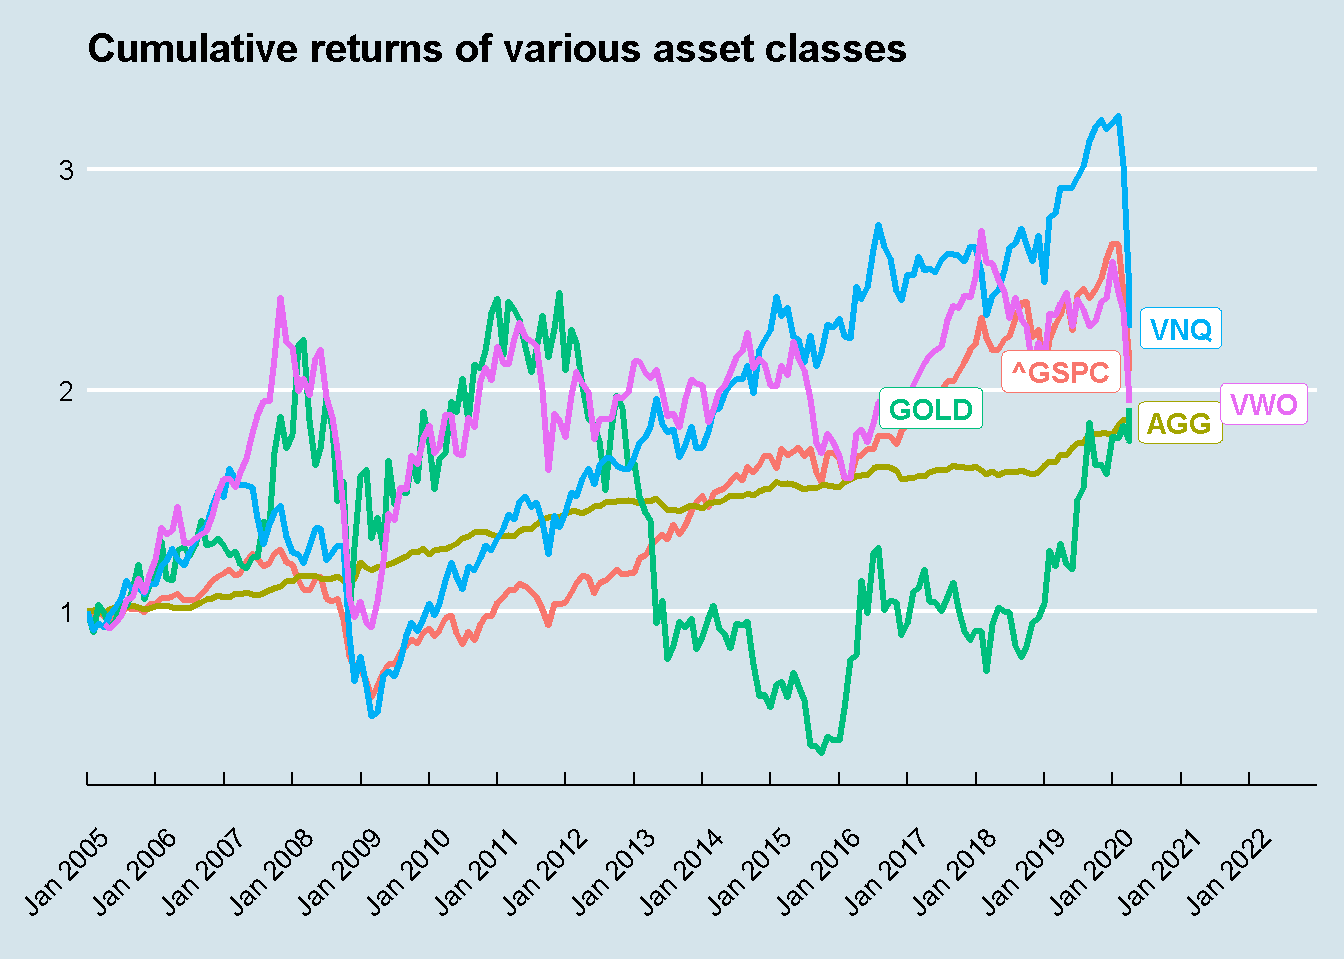 Cumulative returns of various asset classes
3
2
1
VNQ
^GSPC
VWO
GOLD
AGG
Jan 2005
Jan 2006
Jan 2007
Jan 2008
Jan 2009
Jan 2010
Jan 2011
Jan 2012
Jan 2013
Jan 2014
Jan 2015
Jan 2016
Jan 2017
Jan 2018
Jan 2019
Jan 2020
Jan 2021
Jan 2022